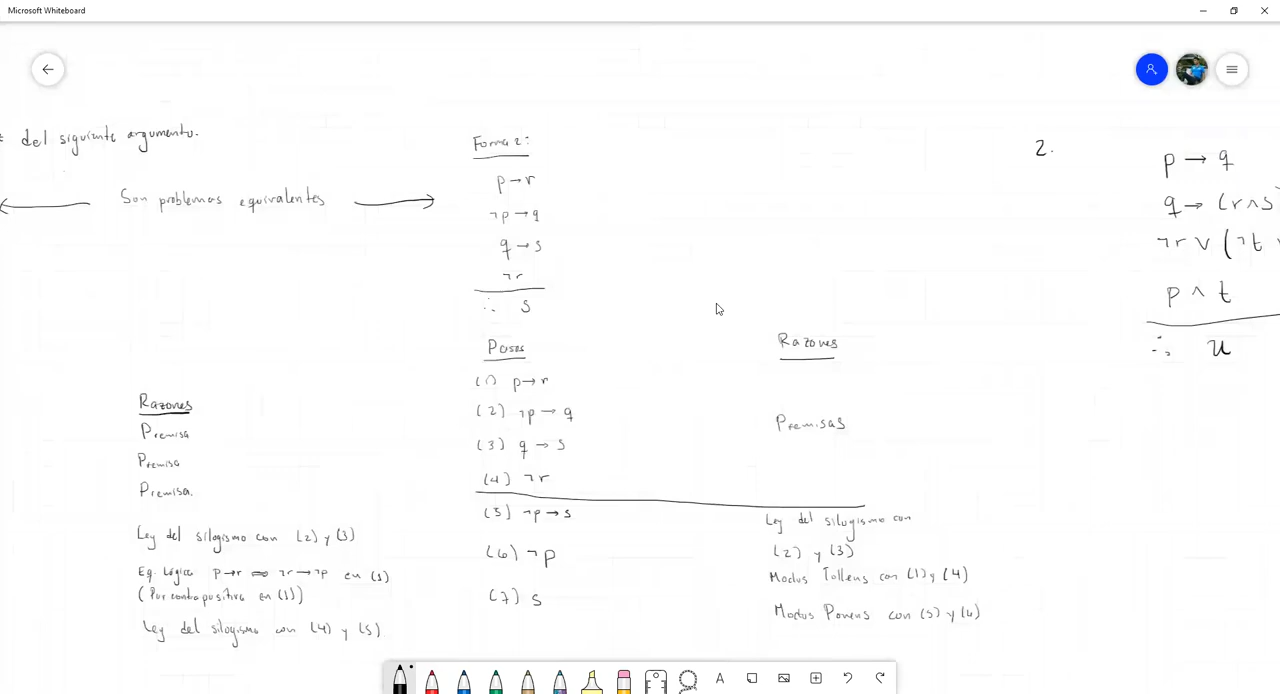 Microsoft Whiteboard
del siguiente argumento.
Son problemas equivalentes
Razones
Premisa
Premisa
Premisa.
Ley del silogismo con (2) y (3)
Eq. Lógica p→r ⟺ ¬r→¬p en (1)
(Por contrapositiva en (1))
Ley del silogismo con (4) y (5).
Forma 2:
p→r
¬p→q
q→s
¬r
∴ s
Pasos
(1) p→r
(2) ¬p→q
(3) q→s
(4) ¬r
(5) ¬p→s
(6) ¬p
(7) s
Razones
Premisas
Ley del silogismo con
(2) y (3)
Modus Tollens con (1) y (4)
Modus Ponens con (5) y (6)
2.
p → q
q → (r∧s)
¬r ∨ (¬t ∨
p ∧ t
∴ u